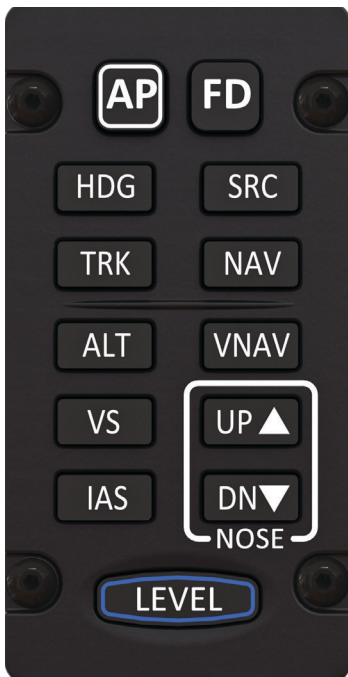 AP FD
HDG SRC
TRK NAV
ALT VNAV
VS UP ▲
IAS DN▼
NOSE
LEVEL